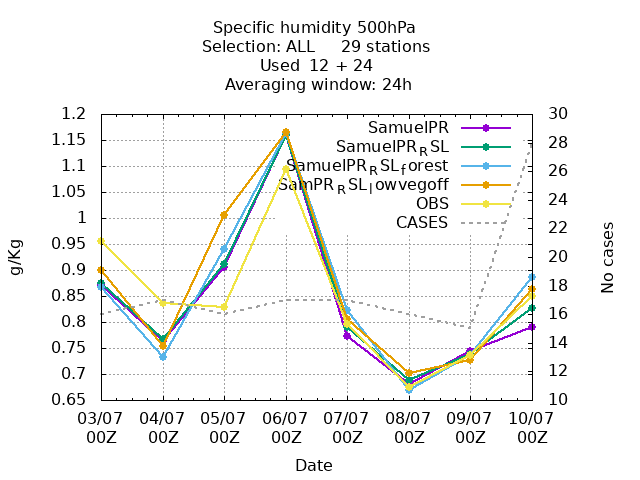 Specific humidity 500hPa
Selection: ALL 29 stations
Used 12 + 24
Averaging window: 24h
1.2
1.15
1.1
1.05
1
0.95
0.9
0.85
0.8
0.75
0.7
0.65
g/Kg
SamuelPR
SamuelPR_RSL
SamuelPR_RSL_forest
SamPR_RSL_lowvegoff
OBS
CASES
30
28
26
24
22
20
18
16
14
12
10
No cases
03/07 04/07 05/07 06/07 07/07 08/07 09/07 10/07
00Z 00Z 00Z 00Z 00Z 00Z 00Z 00Z
Date